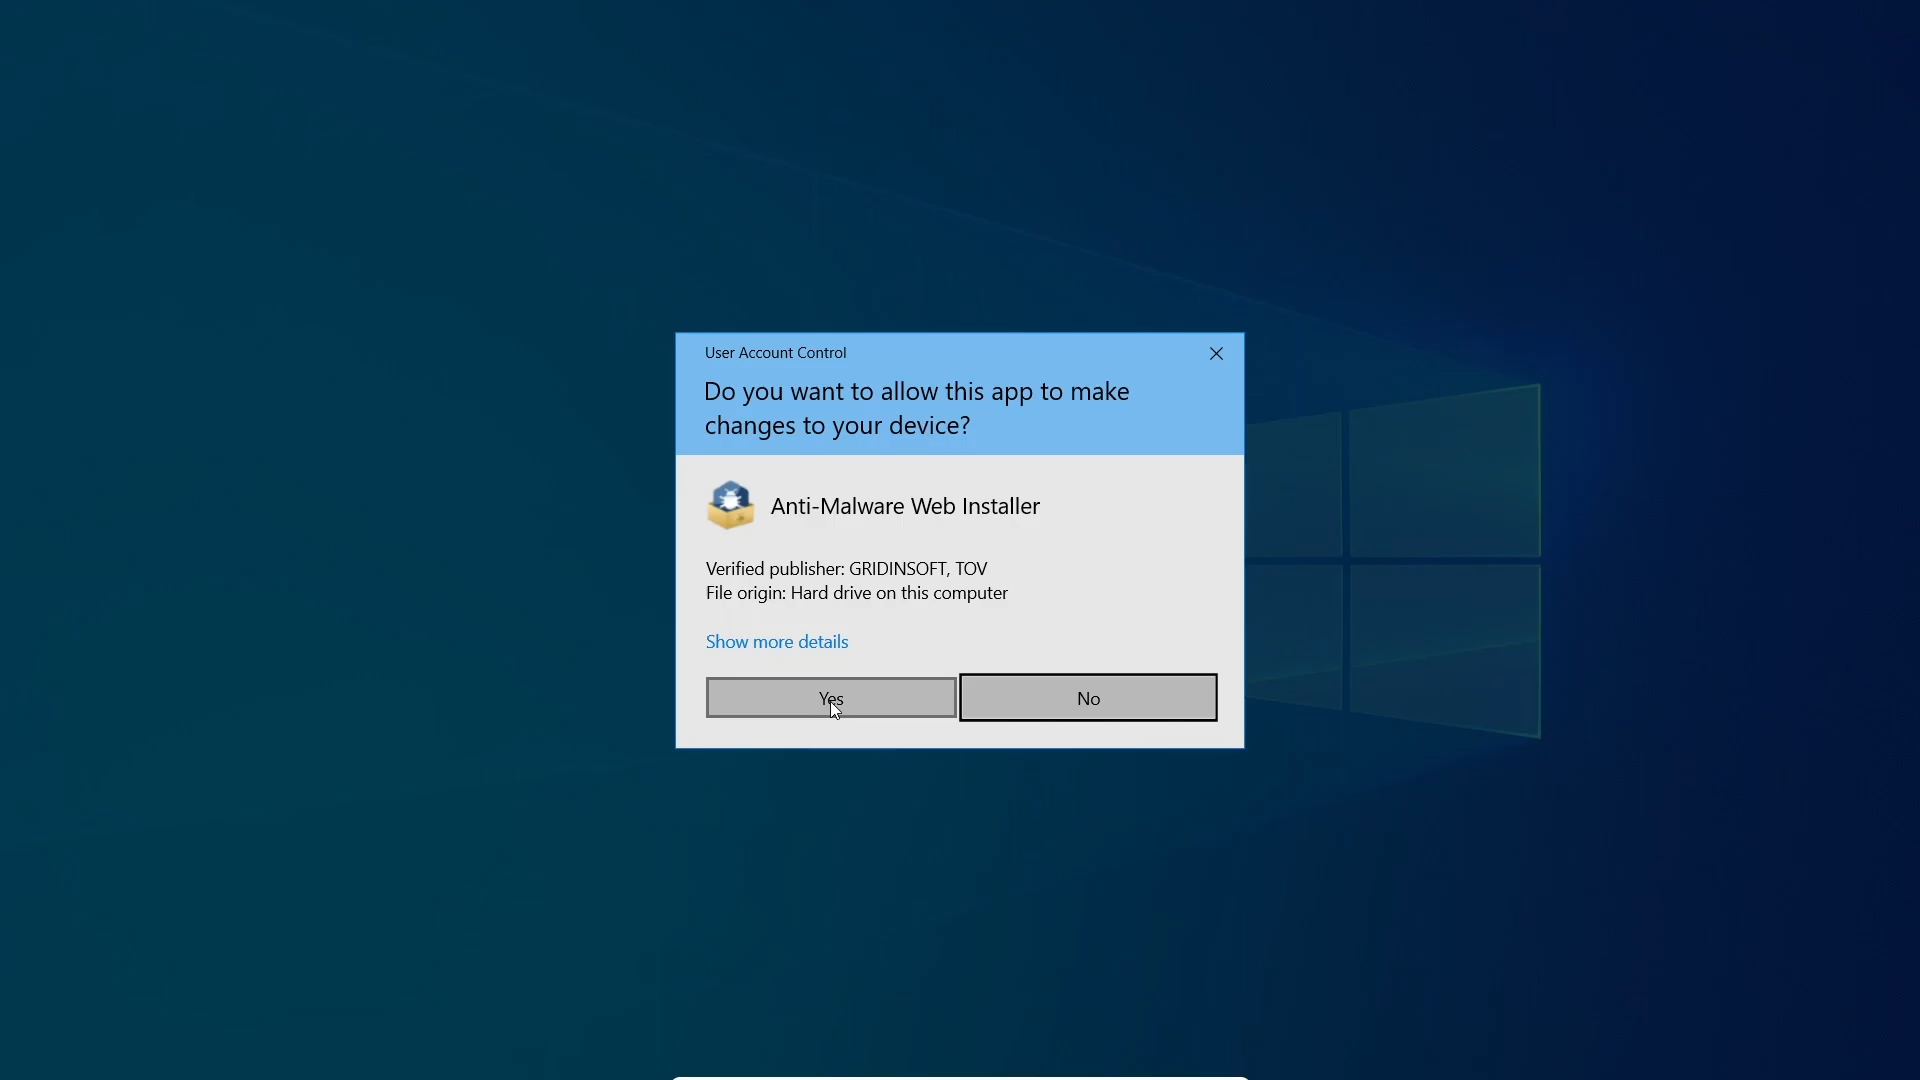 User Account Control
Do you want to allow this app to make
changes to your device?
Anti-Malware Web Installer
Verified publisher: GRIDINSOFT, TOV
File origin: Hard drive on this computer
Show more details
Yes
No